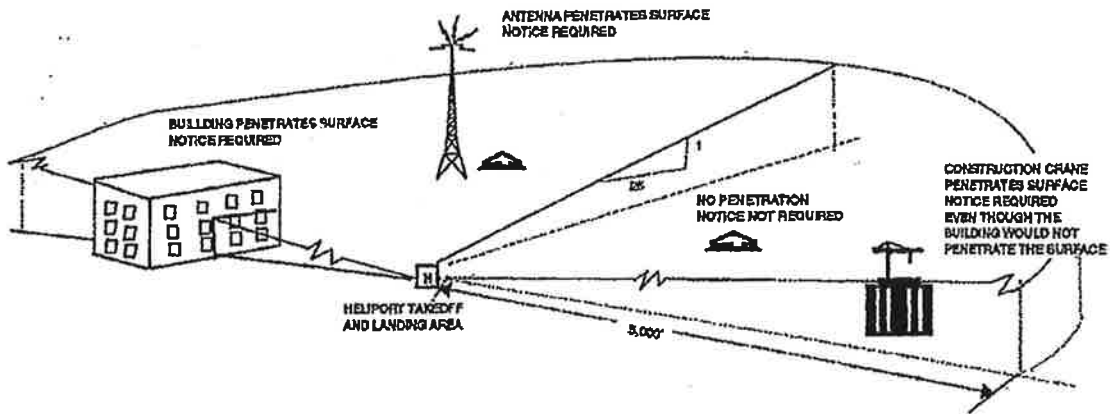 ANTENNA PENETRATES SURFACE
NOTICE REQUIRED
BUILLDING PENETRATES SURFACE
NOTICE REQUIRED
1
25
NO PENETRATION
NOTICE NOT REQUIRED
CONSTRUCTION CRANE
PENETRATES SURFACE
NOTICE REQUIRED
EVEN THOUGH THE
BUILDING WOULD NOT
PENETRATE THE SURFACE
H
HELIPORT TAKEOFF
AND LANDING AREA
5,000'